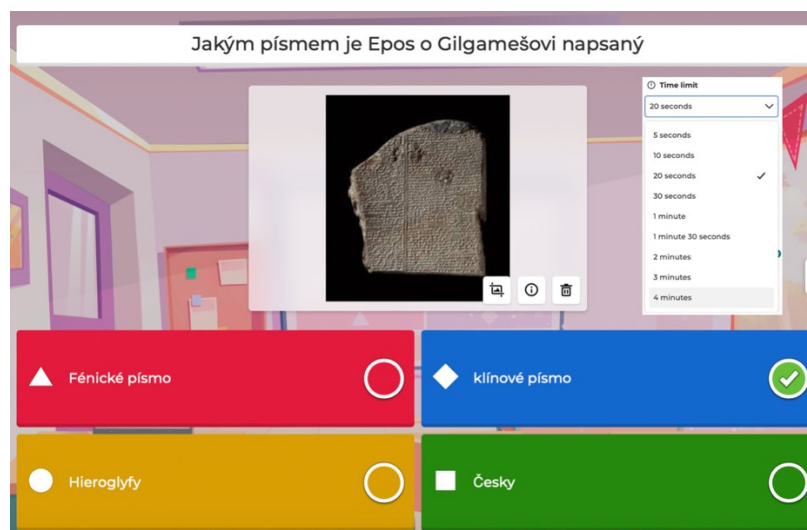 Jakým písmem je Epos o Gilgamešovi napsaný
Time limit
20 seconds
5 seconds
10 seconds
20 seconds
30 seconds
1 minute
1 minute 30 seconds
2 minutes
3 minutes
4 minutes
Fénické písmo
klínové písmo
Hieroglyfy
Česky